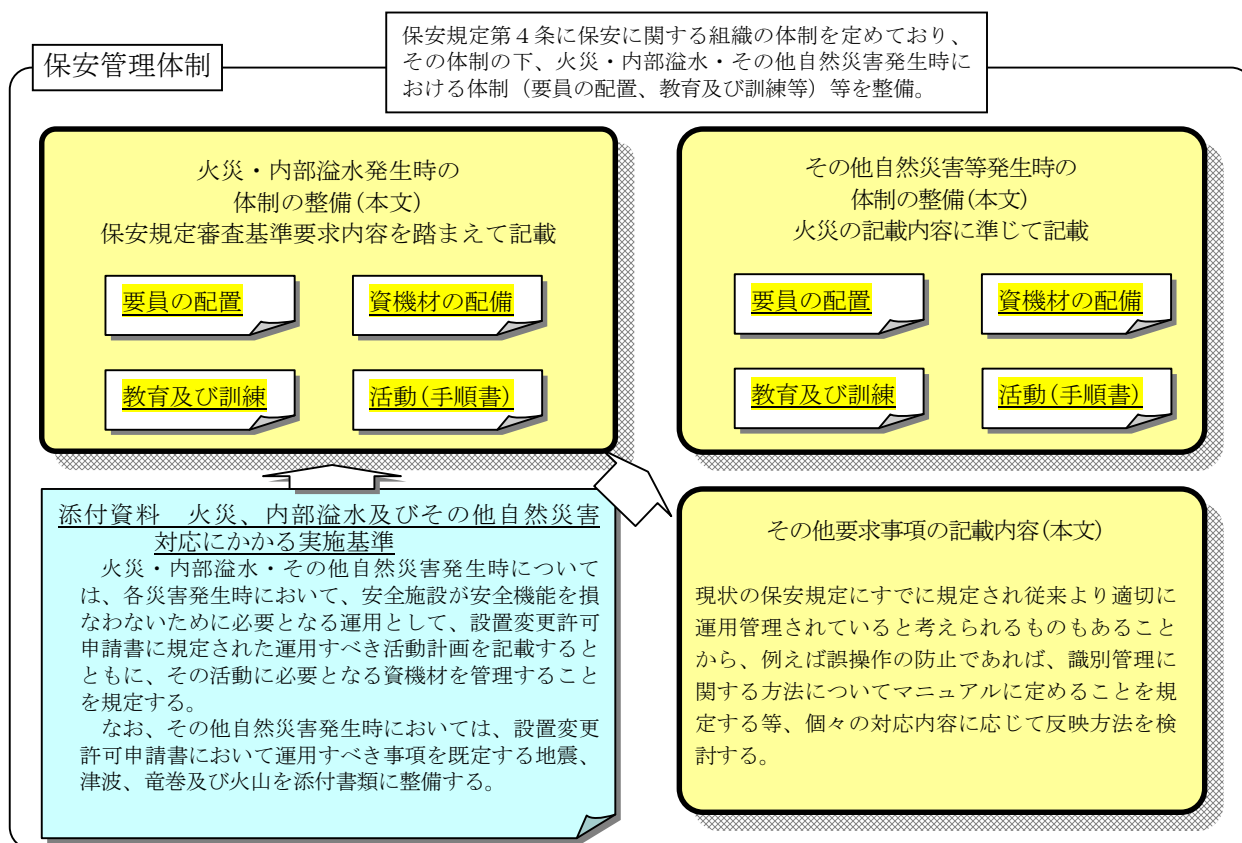 保安管理体制
保安規定第４条に保安に関する組織の体制を定めており、
その体制の下、火災・内部溢水・その他自然災害発生時に
おける体制（要員の配置、教育及び訓練等）等を整備。
火災・内部溢水発生時の
体制の整備(本文)
保安規定審査基準要求内容を踏まえて記載
要員の配置
資機材の配備
教育及び訓練
活動(手順書)
その他自然災害等発生時の
体制の整備(本文)
火災の記載内容に準じて記載
要員の配置
資機材の配備
教育及び訓練
活動(手順書)
添付資料　火災、内部溢水及びその他自然災害
対応にかかる実施基準
火災・内部溢水・その他自然災害発生時について
は、各災害発生時において、安全施設が安全機能を損
なわないために必要となる運用として、設置変更許可
申請書に規定された運用すべき活動計画を記載すると
ともに、その活動に必要となる資機材を管理すること
を規定する。
なお、その他自然災害発生時においては、設置変更
許可申請書において運用すべき事項を既定する地震、
津波、竜巻及び火山を添付書類に整備する。
その他要求事項の記載内容(本文)
現状の保安規定にすでに規定され従来より適切に
運用管理されていると考えられるものもあること
から、例えば誤操作の防止であれば、識別管理に
関する方法についてマニュアルに定めることを規
定する等、個々の対応内容に応じて反映方法を検
討する。